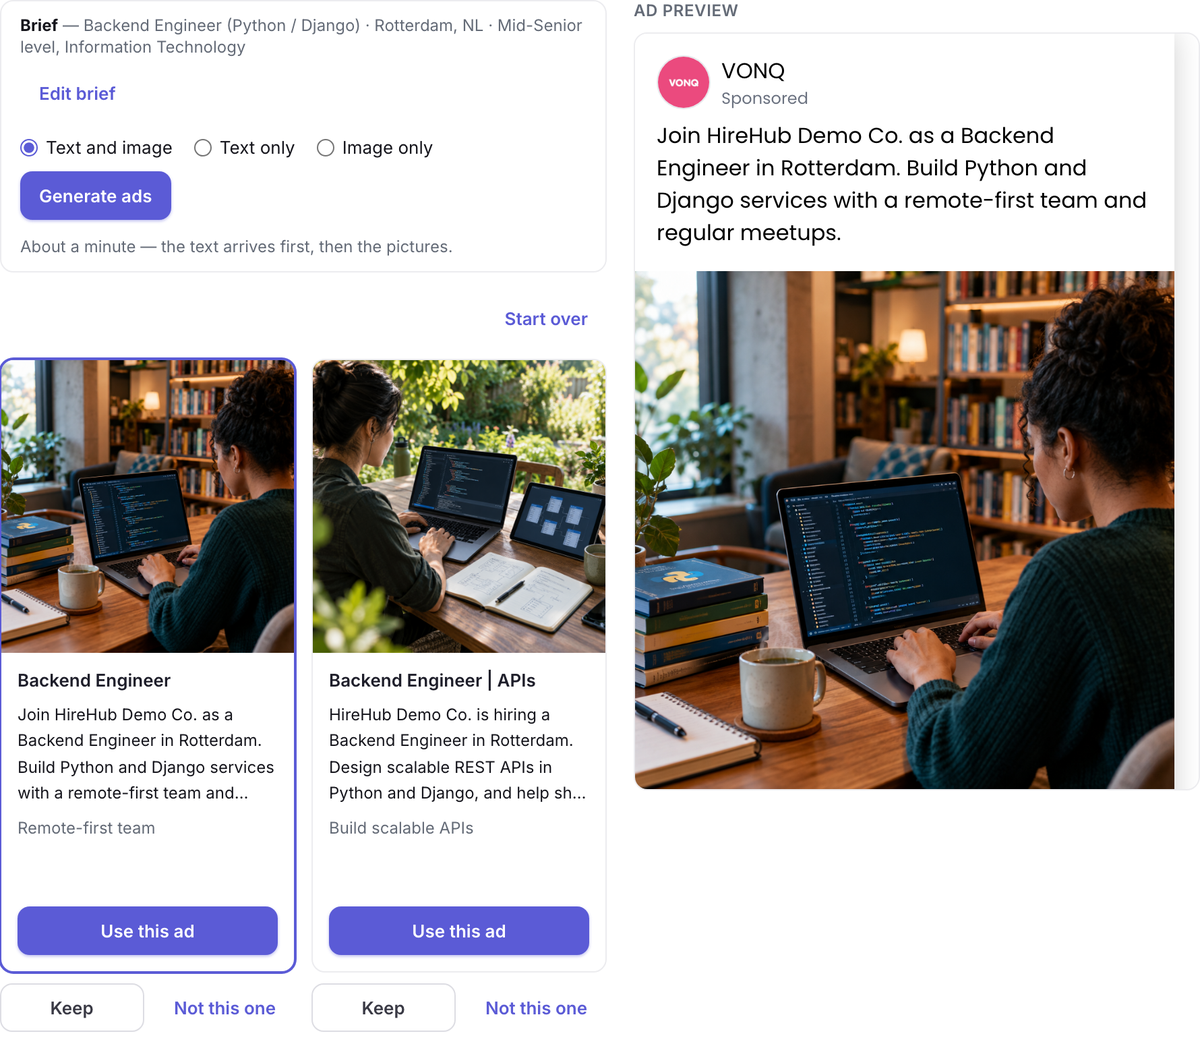 Brief — Backend Engineer (Python / Django) · Rotterdam, NL · Mid-Senior
level, Information Technology
Edit brief
Text and image
Text only
Image only
Generate ads
About a minute — the text arrives first, then the pictures.
Start over
Backend Engineer
Join HireHub Demo Co. as a
Backend Engineer in Rotterdam.
Build Python and Django services
with a remote-first team and...
Remote-first team
Use this ad
Keep
Not this one
Backend Engineer | APIs
HireHub Demo Co. is hiring a
Backend Engineer in Rotterdam.
Design scalable REST APIs in
Python and Django, and help sh...
Build scalable APIs
Use this ad
Keep
Not this one
AD PREVIEW
VONQ
VONQ
Sponsored
Join HireHub Demo Co. as a Backend
Engineer in Rotterdam. Build Python and
Django services with a remote-first team and
regular meetups.